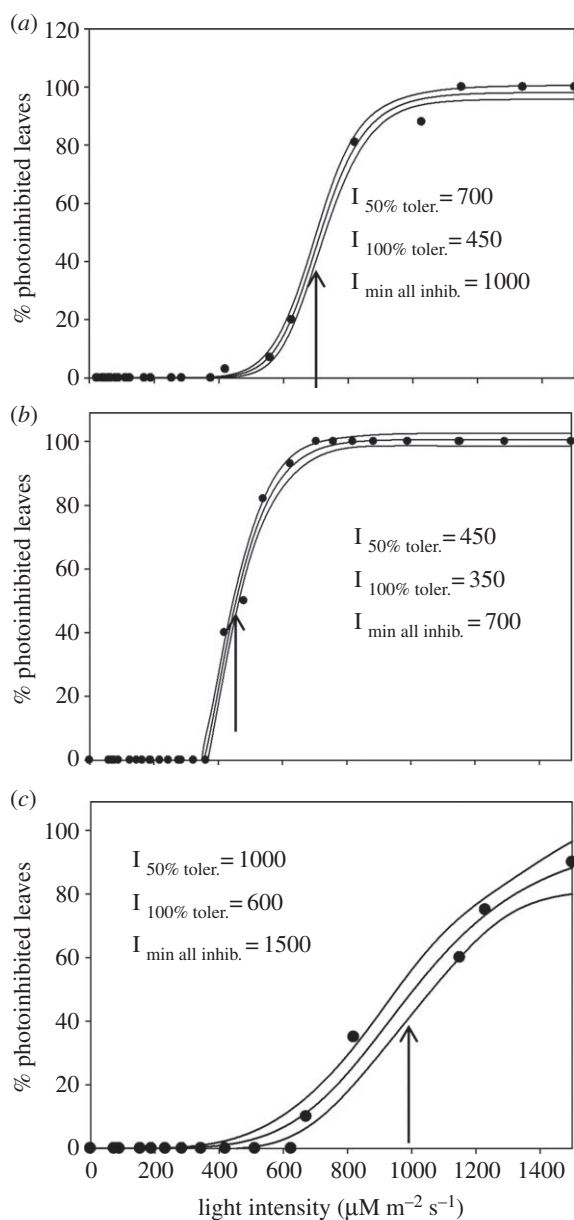 (a)
120
100
80
60
40
20
0
% photoinhibited leaves
I 50% toler. = 700
I 100% toler. = 450
I min all inhib. = 1000
(b)
100
80
60
40
20
0
% photoinhibited leaves
I 50% toler. = 450
I 100% toler. = 350
I min all inhib. = 700
(c)
100
80
60
40
20
0
% photoinhibited leaves
I 50% toler. = 1000
I 100% toler. = 600
I min all inhib. = 1500
0 200 400 600 800 1000 1200 1400
light intensity (μM m⁻² s⁻¹)